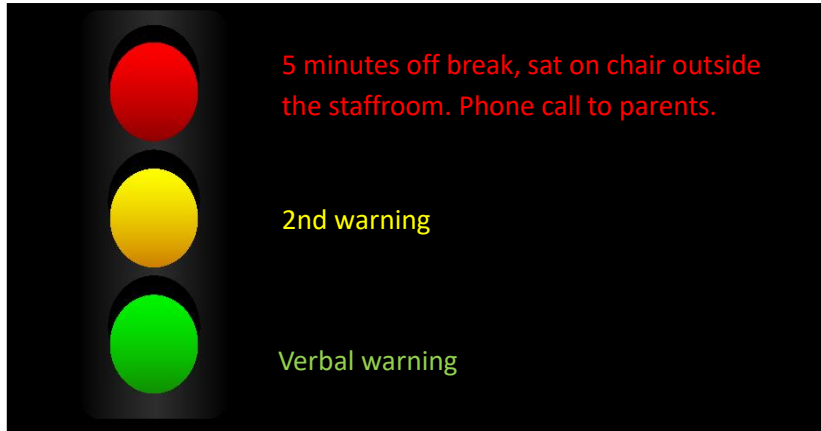 5 minutes off break, sat on chair outside
the staffroom. Phone call to parents.
2nd warning
Verbal warning